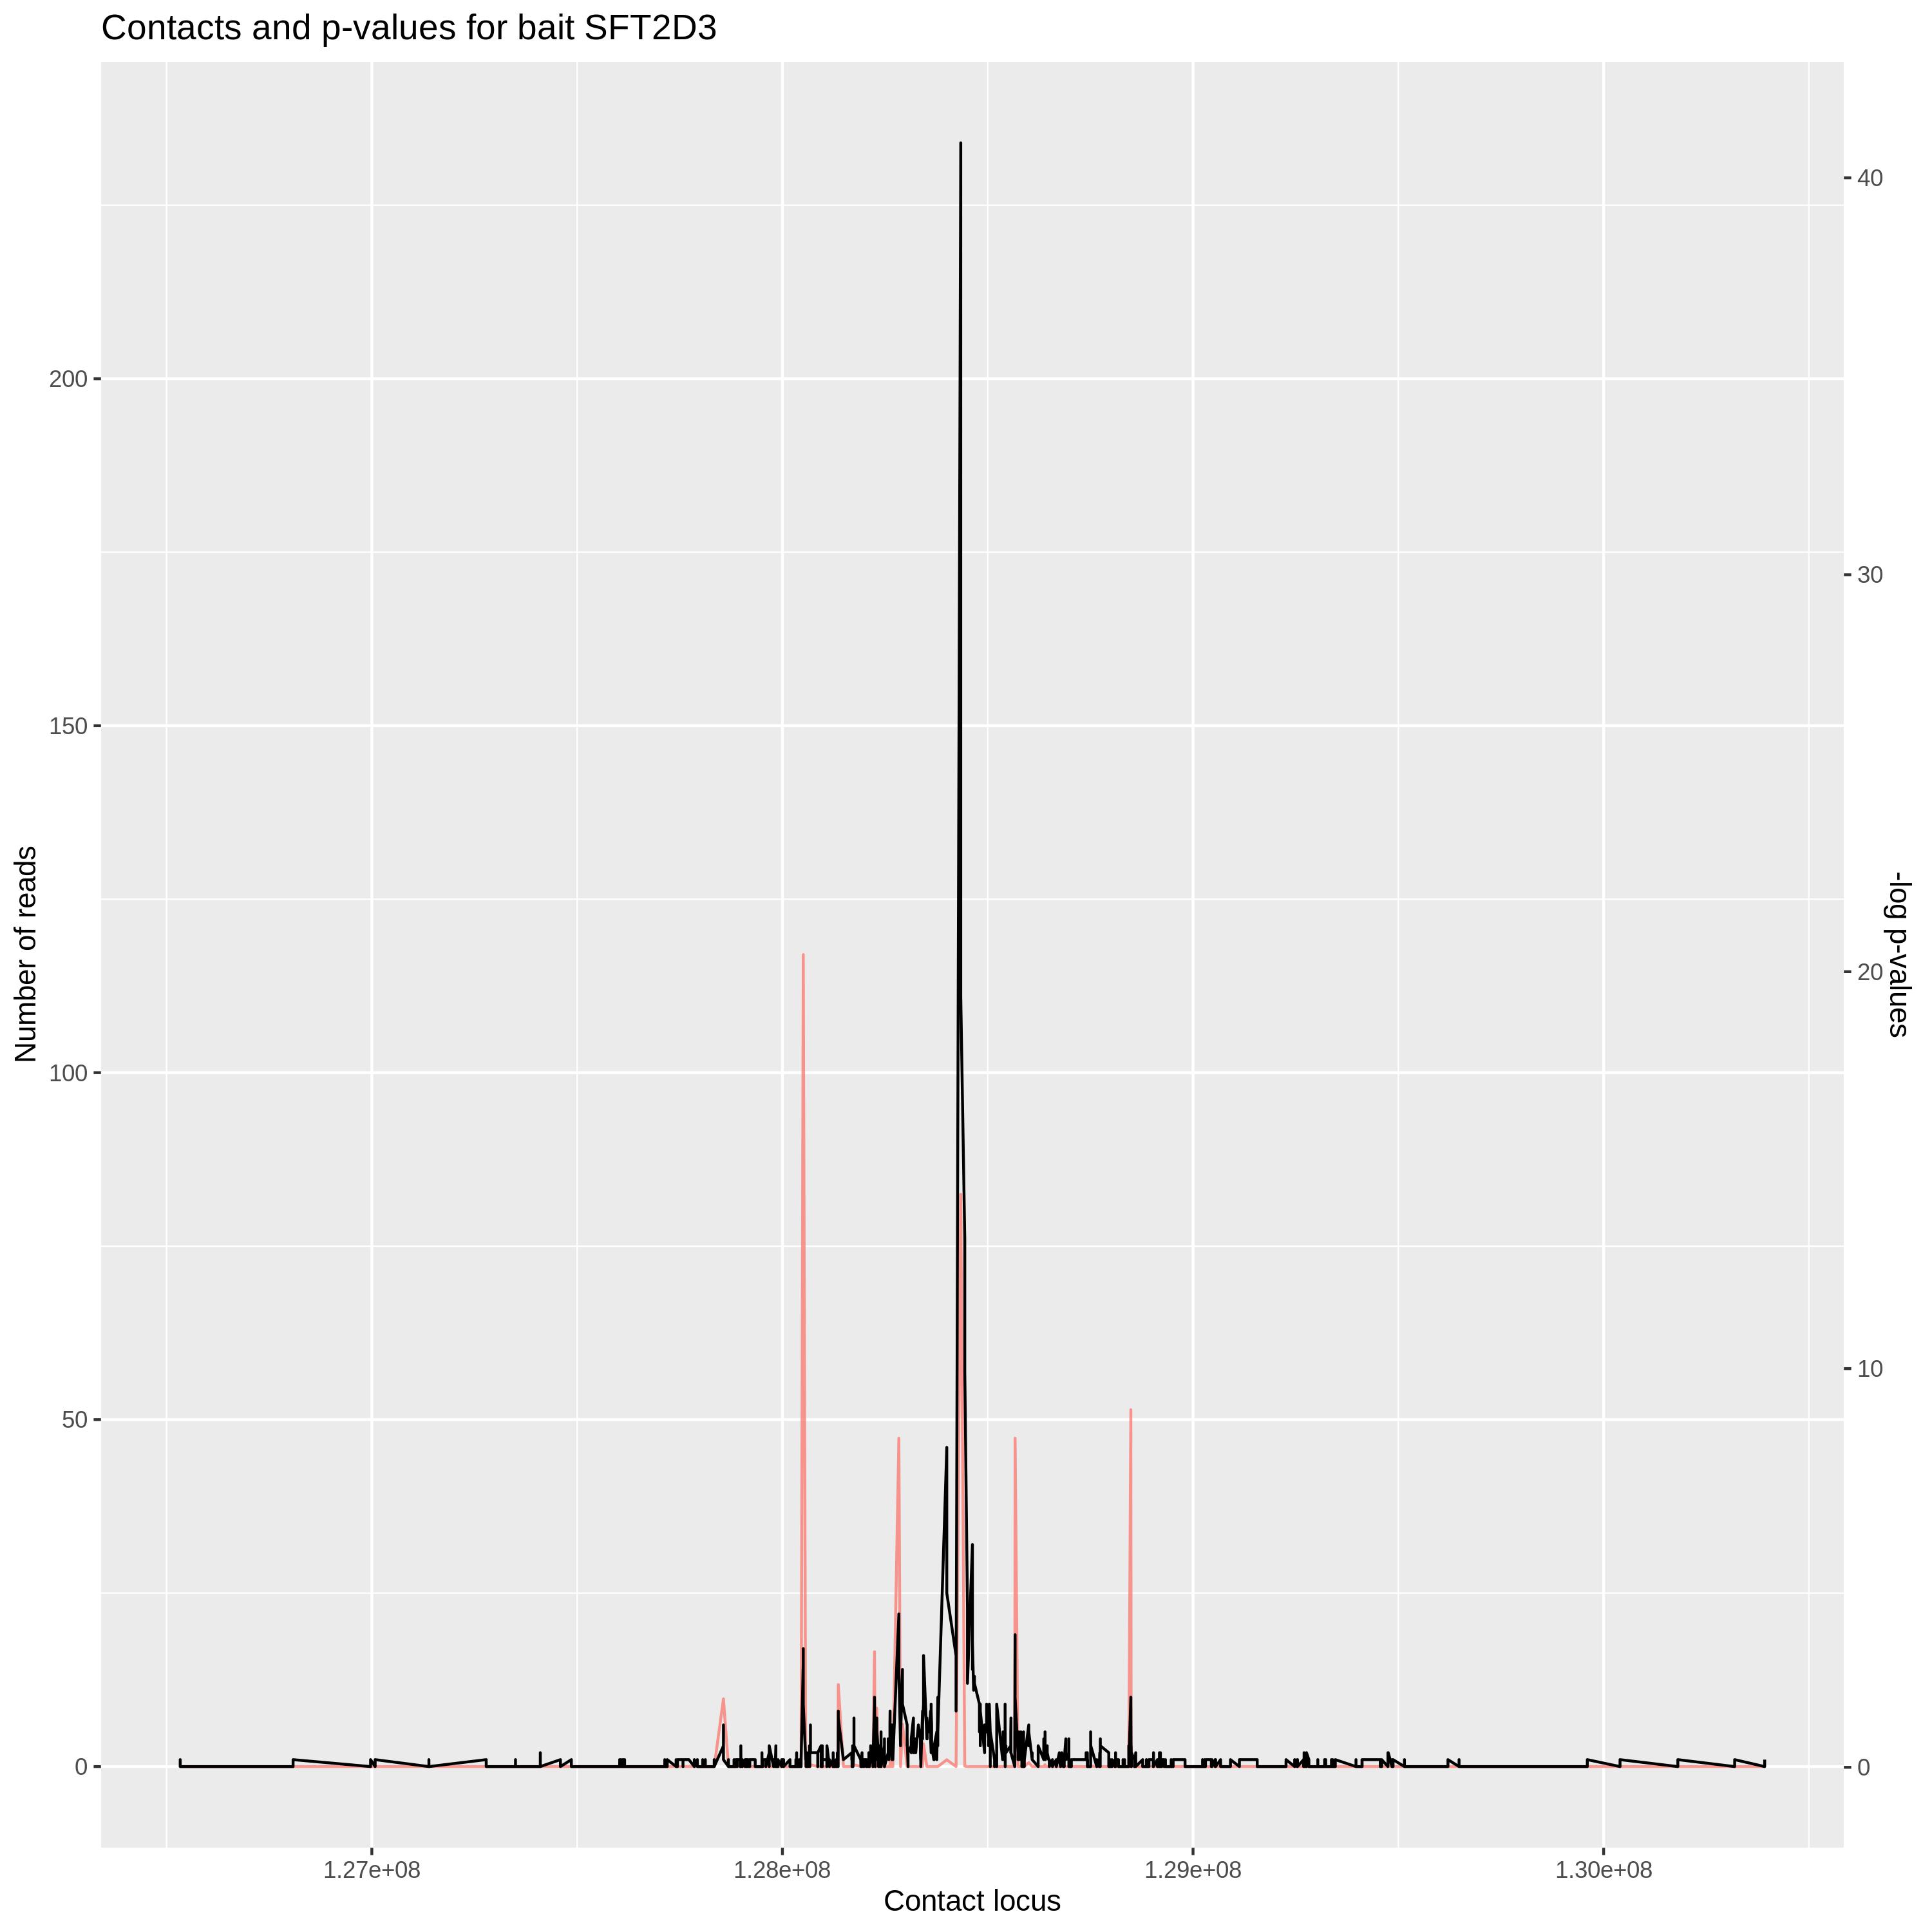 Contacts and p-values for bait SFT2D3
Number of reads
200
150
100
50
0
40
30
20
10
0
-log p-values
1.27e+08
1.28e+08
1.29e+08
1.30e+08
Contact locus